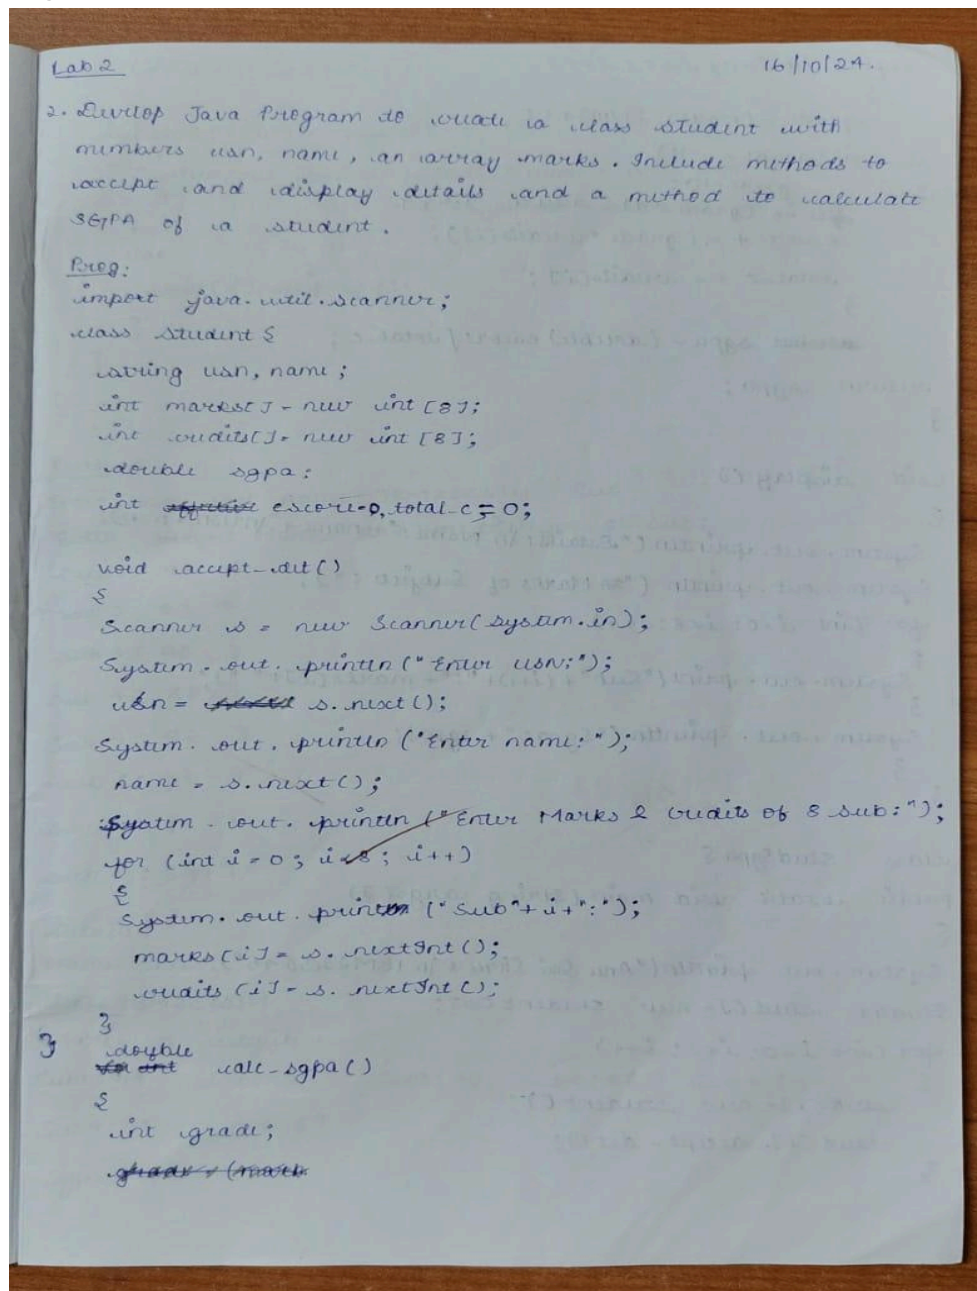 Lab 2 16/10/24.
2. Develop Java Program to create a class student with
members usn, name, an array marks. Include methods to
accept and display details and a method to calculate
SGPA of a student.
Prog:
import java.util.scanner;
class student {
string usn, name;
int marks[] = new int [8];
int credits[] = new int [8];
double sgpa;
int escore=0, total_c = 0;
void accept_det()
{
Scanner s = new Scanner(system.in);
System.out.println("Enter USN:");
usn = s.next();
System.out.println("Enter name:");
name = s.next();
System.out.println("Enter Marks & credits of 8 sub:");
for (int i = 0; i<8; i++)
{
System.out.println("Sub"+i+":");
marks[i] = s.nextInt();
credits[i] = s.nextInt();
}
}
double
calc_sgpa()
{
int grade;